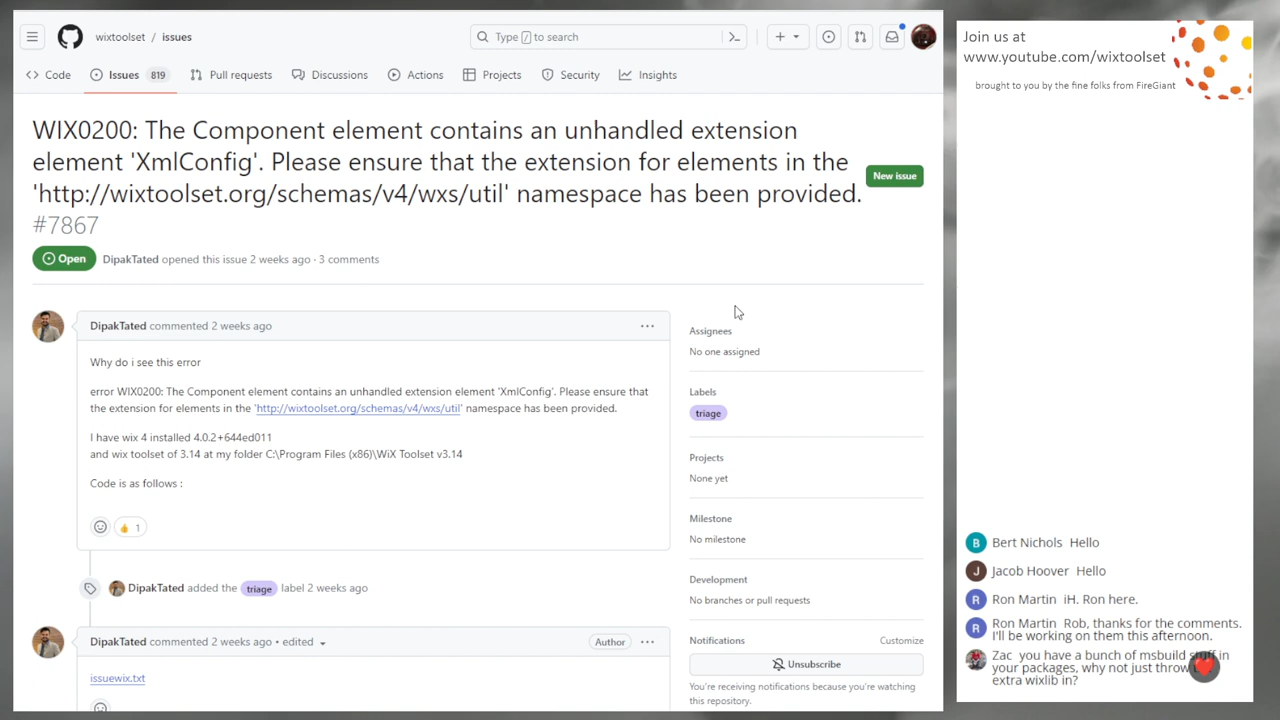 wixtoolset / issues
Type / to search
Code
Issues 819
Pull requests
Discussions
Actions
Projects
Security
Insights
WIX0200: The Component element contains an unhandled extension
element 'XmlConfig'. Please ensure that the extension for elements in the
'http://wixtoolset.org/schemas/v4/wxs/util' namespace has been provided.
#7867
New issue
Open
DipakTated opened this issue 2 weeks ago · 3 comments
DipakTated commented 2 weeks ago
Why do i see this error
error WIX0200: The Component element contains an unhandled extension element 'XmlConfig'. Please ensure that
the extension for elements in the 'http://wixtoolset.org/schemas/v4/wxs/util' namespace has been provided.
I have wix 4 installed 4.0.2+644ed011
and wix toolset of 3.14 at my folder C:\Program Files (x86)\WiX Toolset v3.14
Code is as follows :
1
DipakTated added the triage label 2 weeks ago
DipakTated commented 2 weeks ago • edited
Author
issuewix.txt
Assignees
No one assigned
Labels
triage
Projects
None yet
Milestone
No milestone
Development
No branches or pull requests
Notifications
Customize
Unsubscribe
You're receiving notifications because you're watching
this repository.
Join us at
www.youtube.com/wixtoolset
brought to you by the fine folks from FireGiant
B Bert Nichols Hello
J Jacob Hoover Hello
R Ron Martin iH. Ron here.
R Ron Martin Rob, thanks for the comments.
I'll be working on them this afternoon.
Zac you have a bunch of msbuild stuff in
your packages, why not just throw
extra wixlib in?